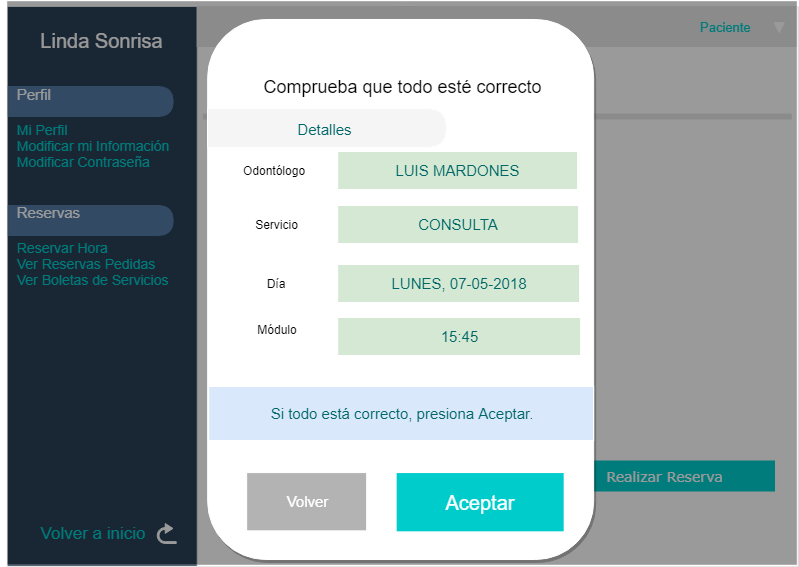 Linda Sonrisa
Perfil
Mi Perfil
Modificar mi Información
Modificar Contraseña
Reservas
Reservar Hora
Ver Reservas Pedidas
Ver Boletas de Servicios
Volver a inicio
Paciente
Comprueba que todo esté correcto
Detalles
Odontólogo LUIS MARDONES
Servicio CONSULTA
Día LUNES, 07-05-2018
Módulo 15:45
Si todo está correcto, presiona Aceptar.
Volver Aceptar
Realizar Reserva